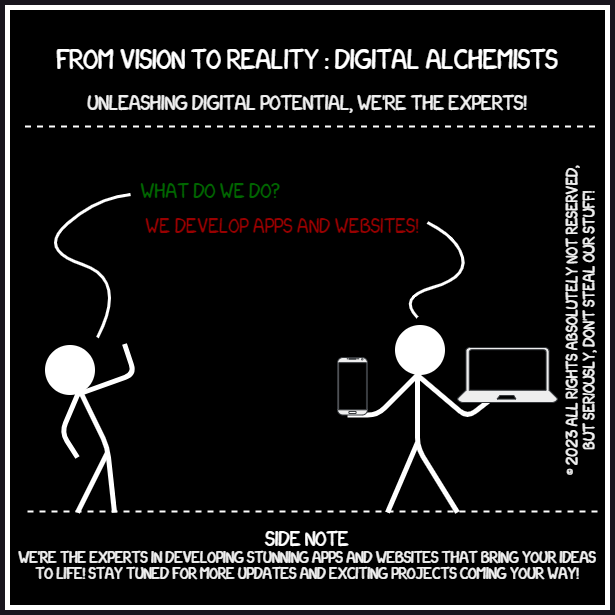 FROM VISION TO REALITY : DIGITAL ALCHEMISTS
UNLEASHING DIGITAL POTENTIAL, WE'RE THE EXPERTS!
WHAT DO WE DO?
WE DEVELOP APPS AND WEBSITES!
© 2023 ALL RIGHTS ABSOLUTELY NOT RESERVED,
BUT SERIOUSLY, DON'T STEAL OUR STUFF!
SIDE NOTE
WE'RE THE EXPERTS IN DEVELOPING STUNNING APPS AND WEBSITES THAT BRING YOUR IDEAS
TO LIFE! STAY TUNED FOR MORE UPDATES AND EXCITING PROJECTS COMING YOUR WAY!